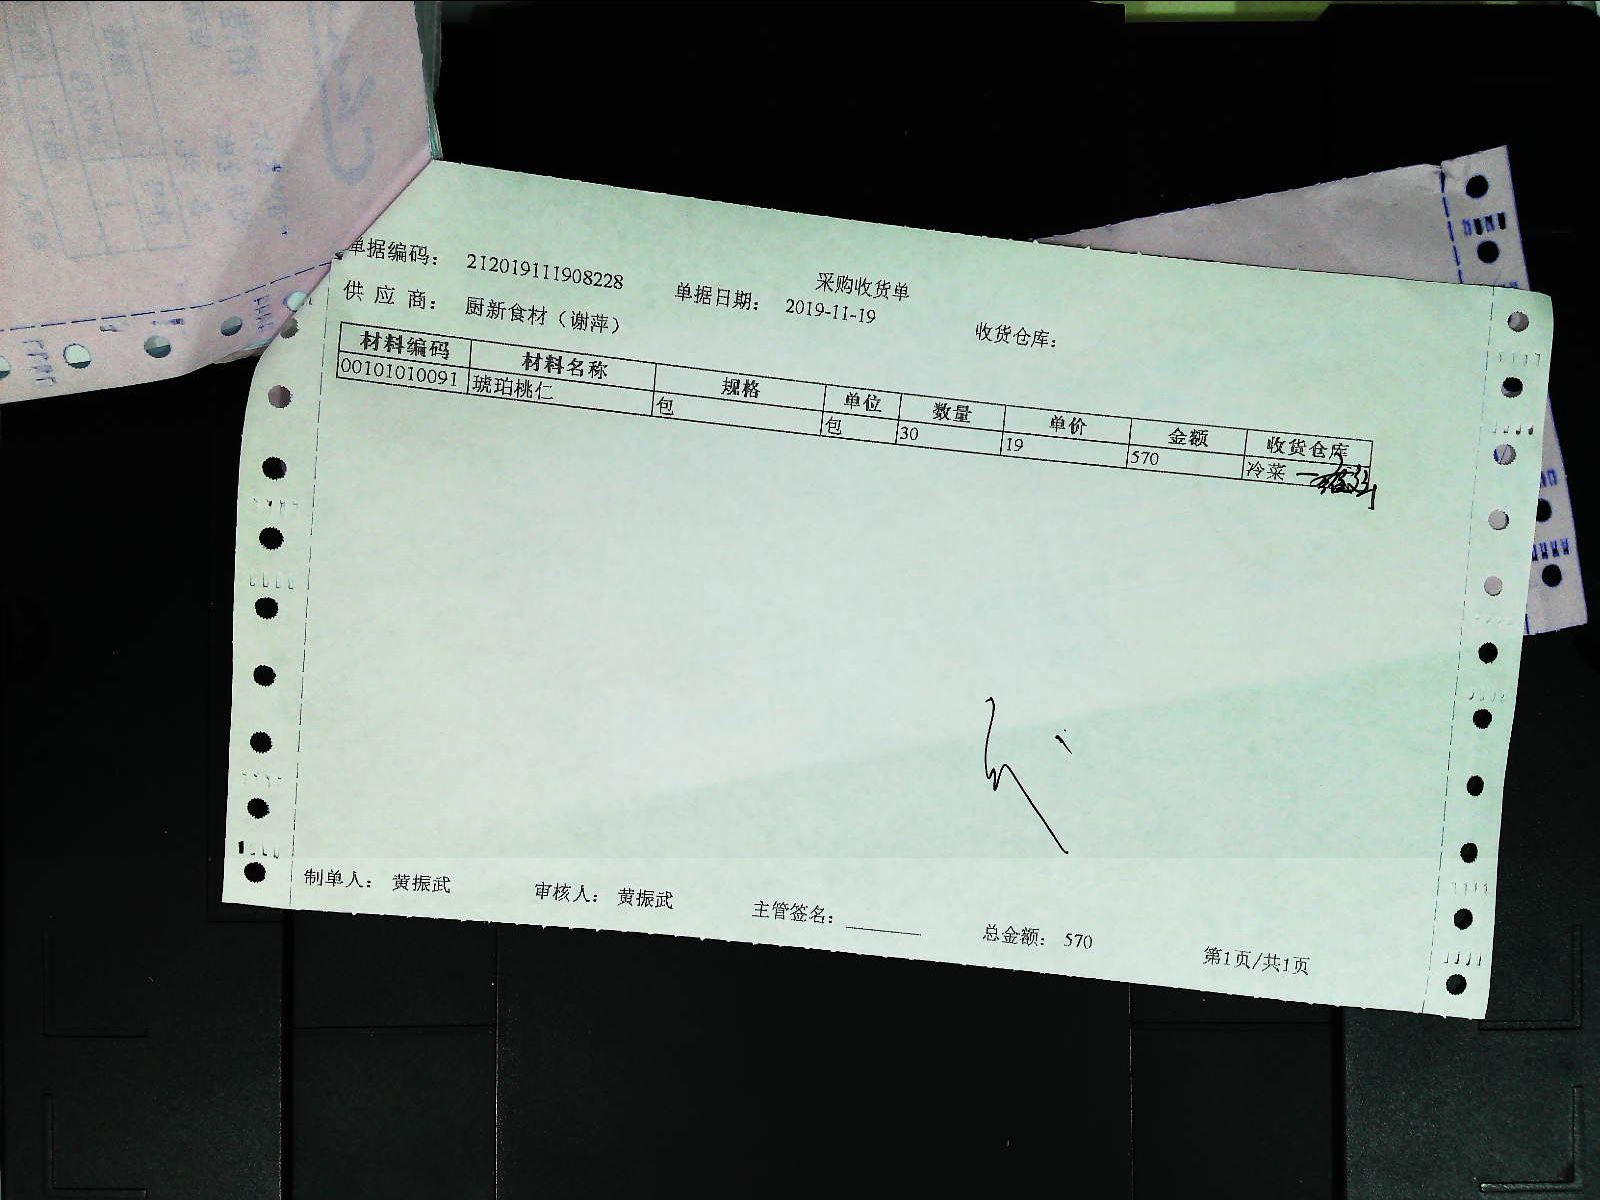 采购收货单
单据编码： 212019111908228 单据日期： 2019-11-19 收货仓库：
供 应 商： 厨新食材（谢萍）
材料编码 材料名称 规格 单位 数量 单价 金额 收货仓库
00101010091 琥珀桃仁 包 包 30 19 570 冷菜
制单人： 黄振武 审核人： 黄振武 主管签名： 总金额： 570 第1页/共1页